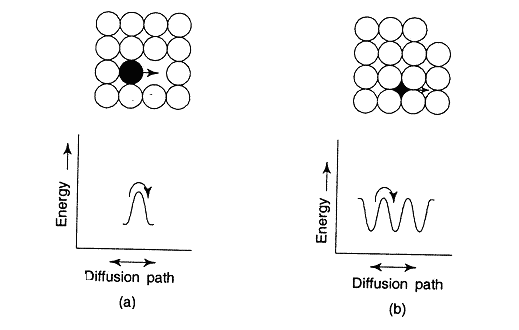 Energy
Diffusion path
(a)
Energy
Diffusion path
(b)